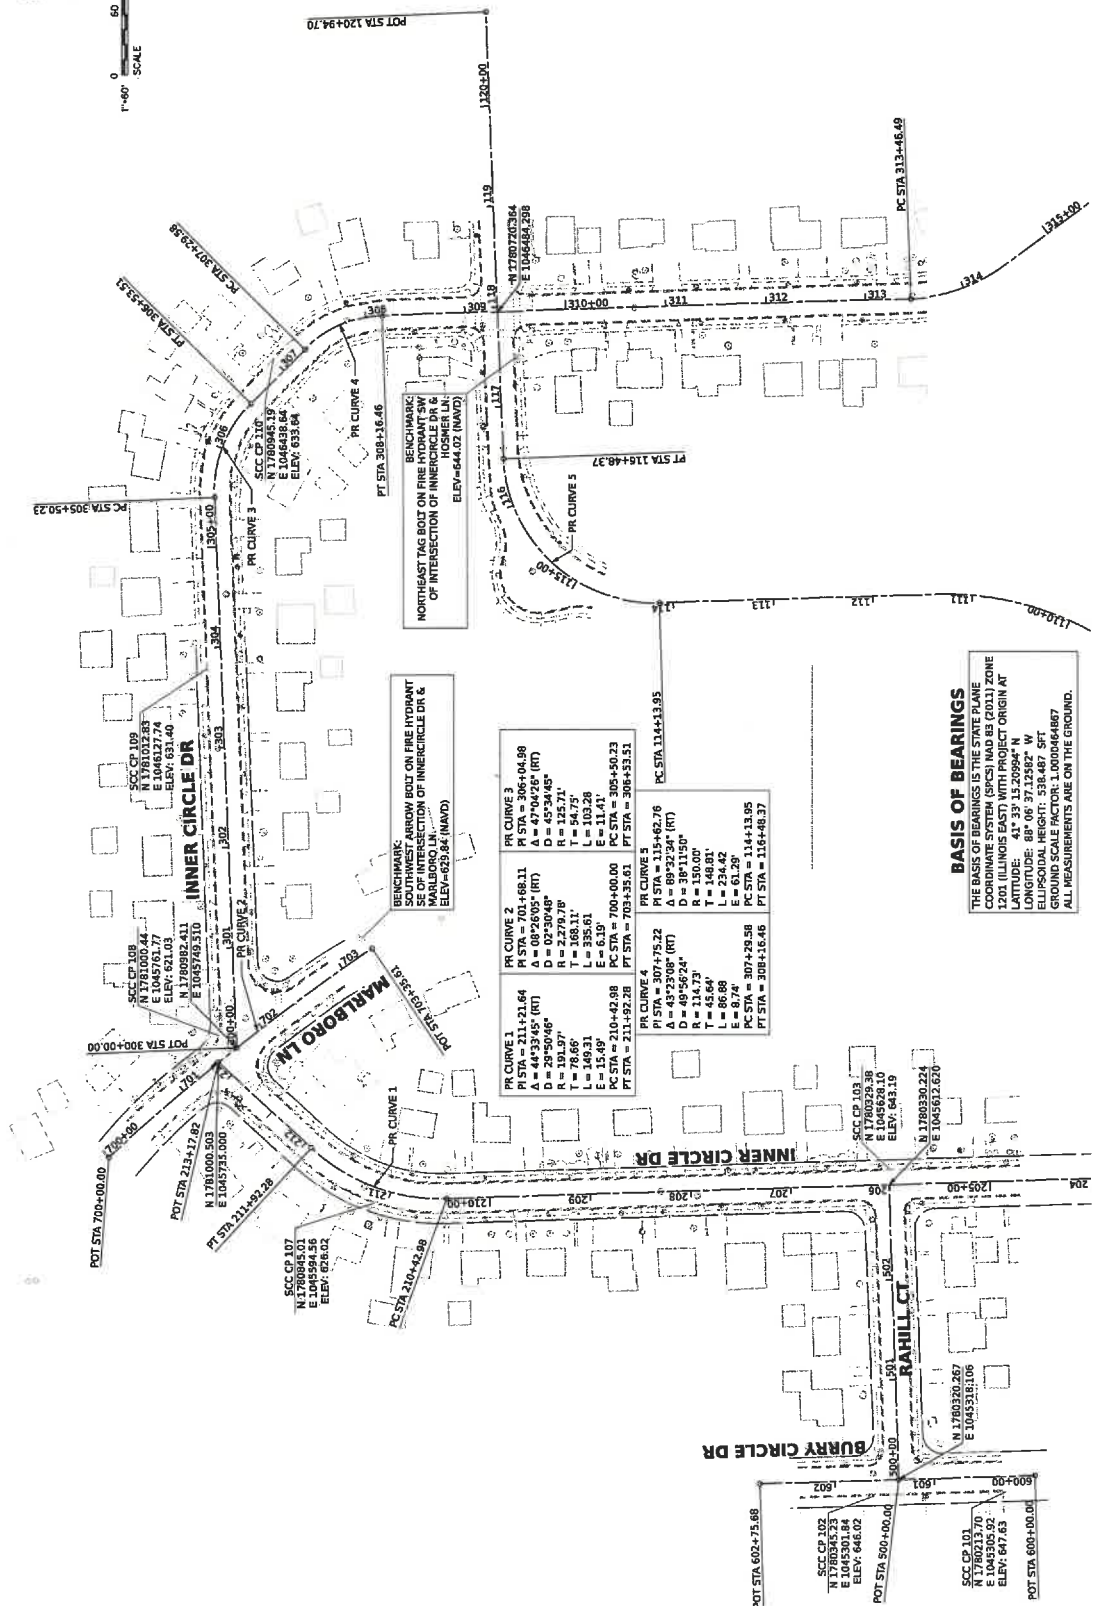 1"=60'
0
60
SCALE
POT STA 120+94.70
120+00
119
118
117
116
115+00
114
113
112
111
110+00
PT STA 116+48.37
PC STA 114+13.95
PR CURVE 5
PC STA 307+29.58
PT STA 306+53.51
PC STA 305+50.23
PT STA 308+16.46
PC STA 313+46.49
PR CURVE 4
PR CURVE 3
N 1780720.364
E 1046484.298
309
310+00
311
312
313
314
315+00
307
306
305+00
304
303
302
301
300+00
SCC CP 110
N 1780945.19
E 1046438.64
ELEV: 633.64
BENCHMARK:
NORTHEAST TAG BOLT ON FIRE HYDRANT SW
OF INTERSECTION OF INNERCIRCLE DR &
HOSMER LN.
ELEV=644.02 (NAVD)
SCC CP 109
N 1781012.83
E 1046127.74
ELEV: 631.40
INNER CIRCLE DR
BENCHMARK:
SOUTHWEST ARROW BOLT ON FIRE HYDRANT
SE OF INTERSECTION OF INNERCIRCLE DR &
MARLBORO LN.
ELEV=629.84 (NAVD)
SCC CP 108
N 1781000.44
E 1045761.77
ELEV: 621.03
N 1780982.411
E 1045749.510
PR CURVE 2
POT STA 300+00.00
MARLBORO LN
POT STA 703+35.61
703
702
701
700+00
POT STA 700+00.00
POT STA 213+17.82
N 1781000.503
E 1045735.000
PT STA 211+92.28
SCC CP 107
N 1780845.01
E 1045594.56
ELEV: 626.02
PC STA 210+42.98
PR CURVE 1
212
211
210+00
209
208
207
206
205+00
204
INNER CIRCLE DR
SCC CP 103
N 1780329.38
E 1045628.10
ELEV: 643.19
N 1780330.224
E 1045612.620
PR CURVE 1
PI STA = 211+21.64
Δ = 44°33'45" (RT)
D = 29°50'46"
R = 191.97'
T = 78.66'
L = 149.31
E = 15.49'
PC STA = 210+42.98
PT STA = 211+92.28
PR CURVE 2
PI STA = 701+68.11
Δ = 08°26'05" (RT)
D = 02°30'48"
R = 2,279.78'
T = 168.11'
L = 335.61
E = 6.19'
PC STA = 700+00.00
PT STA = 703+35.61
PR CURVE 3
PI STA = 306+04.98
Δ = 47°04'26" (RT)
D = 45°34'45"
R = 125.71'
T = 54.75'
L = 103.28
E = 11.41'
PC STA = 305+50.23
PT STA = 306+53.51
PR CURVE 4
PI STA = 307+75.22
Δ = 43°23'08" (RT)
D = 49°56'24"
R = 114.73'
T = 45.64'
L = 86.88
E = 8.74'
PC STA = 307+29.58
PT STA = 308+16.46
PR CURVE 5
PI STA = 115+62.76
Δ = 89°32'34" (RT)
D = 38°11'50"
R = 150.00'
T = 148.81'
L = 234.42
E = 61.29'
PC STA = 114+13.95
PT STA = 116+48.37
BASIS OF BEARINGS
THE BASIS OF BEARINGS IS THE STATE PLANE
COORDINATE SYSTEM (SPCS) NAD 83 (2011) ZONE
1201 (ILLINOIS EAST) WITH PROJECT ORIGIN AT
LATITUDE: 41° 33' 15.20994" N
LONGITUDE: 88° 06' 37.12582" W
ELLIPSOIDAL HEIGHT: 538.487 SFT
GROUND SCALE FACTOR: 1.0000464867
ALL MEASUREMENTS ARE ON THE GROUND.
RAHILL CT
502
501
500+00
N 1780320.267
E 1045318.106
BURRY CIRCLE DR
602
601
600+00
POT STA 602+75.68
SCC CP 102
N 1780345.23
E 1045301.84
ELEV: 646.02
POT STA 500+00.00
SCC CP 101
N 1780213.70
E 1045305.92
ELEV: 647.63
POT STA 600+00.00